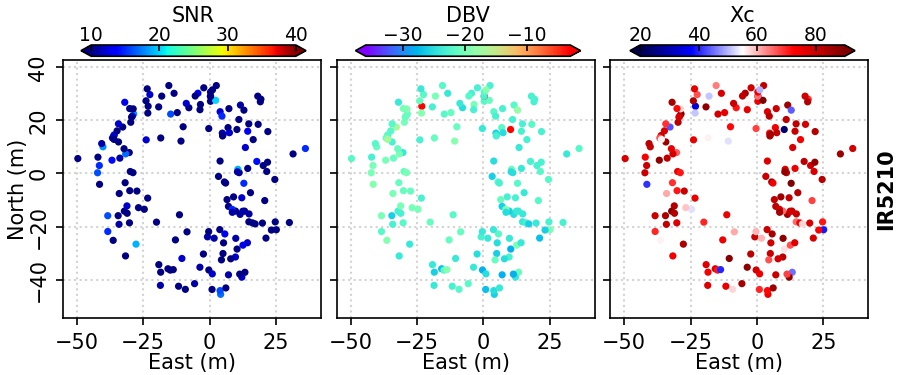 SNR DBV Xc
10 20 30 40 −30 −20 −10 20 40 60 80
40
20
0
−20
−40
North (m)
−50 −25 0 25 −50 −25 0 25 −50 −25 0 25
East (m) East (m) East (m)
IR5210